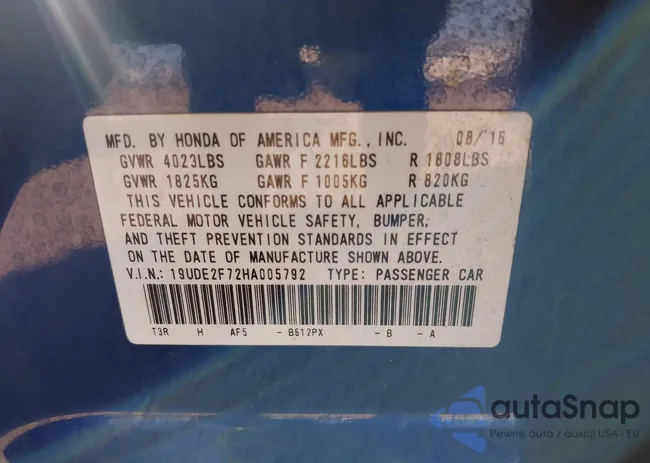 MFD. BY HONDA OF AMERICA MFG., INC. 08/'16
GVWR 4023LBS GAWR F 2216LBS R 1808LBS
GVWR 1825KG GAWR F 1005KG R 820KG
THIS VEHICLE CONFORMS TO ALL APPLICABLE
FEDERAL MOTOR VEHICLE SAFETY, BUMPER,
AND THEFT PREVENTION STANDARDS IN EFFECT
ON THE DATE OF MANUFACTURE SHOWN ABOVE.
V.I.N.: 19UDE2F72HA005792 TYPE: PASSENGER CAR
T3R H AF5 - B612PX - B - A
autaSnap
Pewne auta z aukcji USA i EU